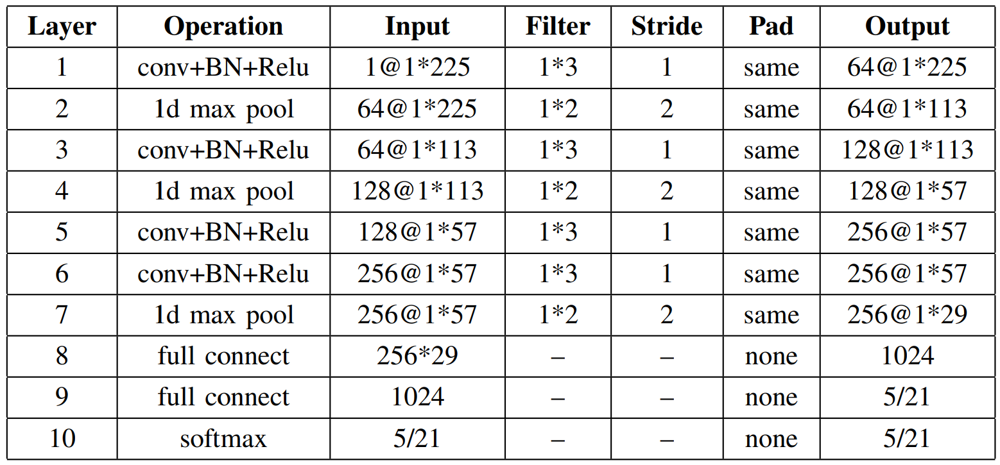 Layer Operation Input Filter Stride Pad Output
1 conv+BN+Relu 1@1*225 1*3 1 same 64@1*225
2 1d max pool 64@1*225 1*2 2 same 64@1*113
3 conv+BN+Relu 64@1*113 1*3 1 same 128@1*113
4 1d max pool 128@1*113 1*2 2 same 128@1*57
5 conv+BN+Relu 128@1*57 1*3 1 same 256@1*57
6 conv+BN+Relu 256@1*57 1*3 1 same 256@1*57
7 1d max pool 256@1*57 1*2 2 same 256@1*29
8 full connect 256*29 – – none 1024
9 full connect 1024 – – none 5/21
10 softmax 5/21 – – none 5/21